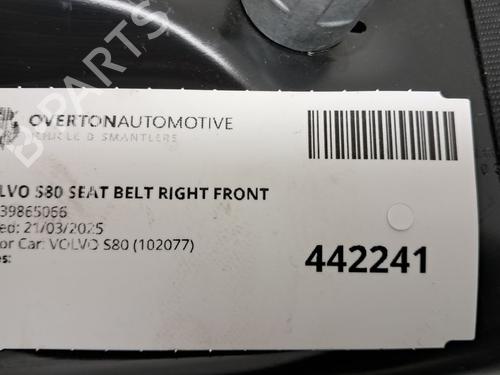 OVERTONAUTOMOTIVE
VEHICLE DISMANTLERS
LVO S80 SEAT BELT RIGHT FRONT
39865066
ed: 21/03/2025
or Car: VOLVO S80 (102077)
es:
442241
B PARTS